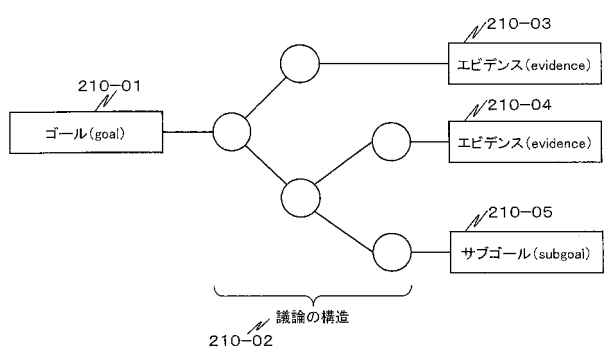 210-03
エビデンス(evidence)
210-01
ゴール(goal)
210-04
エビデンス(evidence)
210-05
サブゴール(subgoal)
議論の構造
210-02